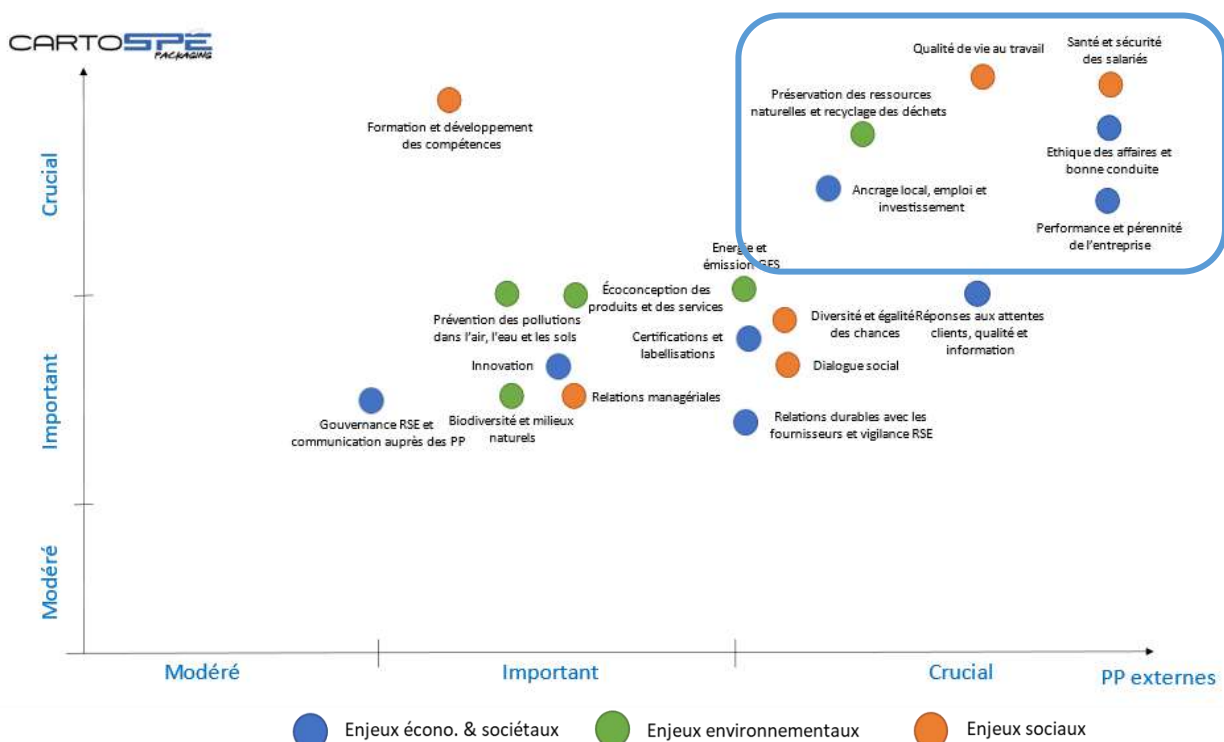 CARTOSPÉ
PACKAGING
Qualité de vie au travail
Santé et sécurité
des salariés
Préservation des ressources
naturelles et recyclage des déchets
Formation et développement
des compétences
Ethique des affaires et
bonne conduite
Ancrage local, emploi et
investissement
Performance et pérennité
de l'entreprise
Crucial
Energie et
émission GES
Écoconception des
produits et des services
Prévention des pollutions
dans l'air, l'eau et les sols
Certifications et
labellisations
Diversité et égalité
des chances
Réponses aux attentes
clients, qualité et
information
Innovation
Dialogue social
Relations managériales
Important
Gouvernance RSE et
communication auprès des PP
Biodiversité et milieux
naturels
Relations durables avec les
fournisseurs et vigilance RSE
Modéré
Modéré
Important
Crucial
PP externes
Enjeux écono. & sociétaux
Enjeux environnementaux
Enjeux sociaux